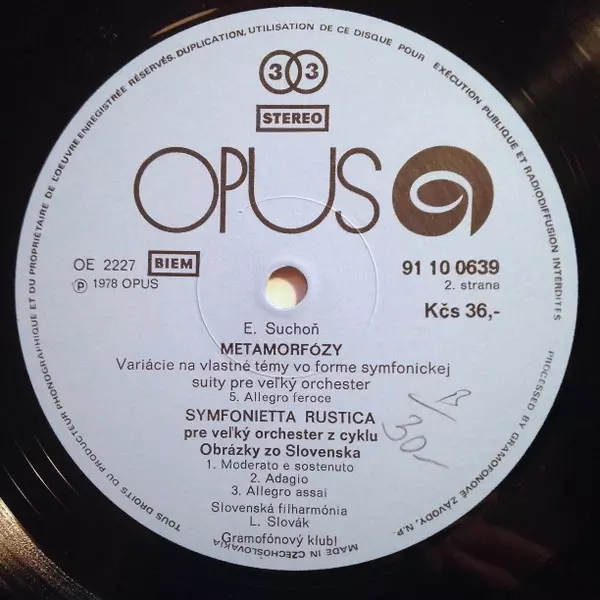 TOUS DROITS DU PRODUCTEUR PHONOGRAPHIQUE ET DU PROPRIÉTAIRE DE L'OEUVRE ENREGISTRÉE RÉSERVÉS. DUPLICATION, UTILISATION DE CE DISQUE POUR EXÉCUTION PUBLIQUE ET RADIODIFFUSION INTERDITES
33
STEREO
OPUS
OE 2227 BIEM 91 10 0639
Ⓟ 1978 OPUS 2. strana
Kčs 36,-
E. Suchoň
METAMORFÓZY
Variácie na vlastné témy vo forme symfonickej
suity pre veľký orchester
5. Allegro feroce
SYMFONIETTA RUSTICA
pre veľký orchester z cyklu
Obrázky zo Slovenska
1. Moderato e sostenuto
2. Adagio
3. Allegro assai
Slovenská filharmónia
L. Slovák
Gramofónový klub!
30,-
MADE IN CZECHOSLOVAKIA
PROCESSED BY GRAMOFONOVÉ ZÁVODY, N.P.